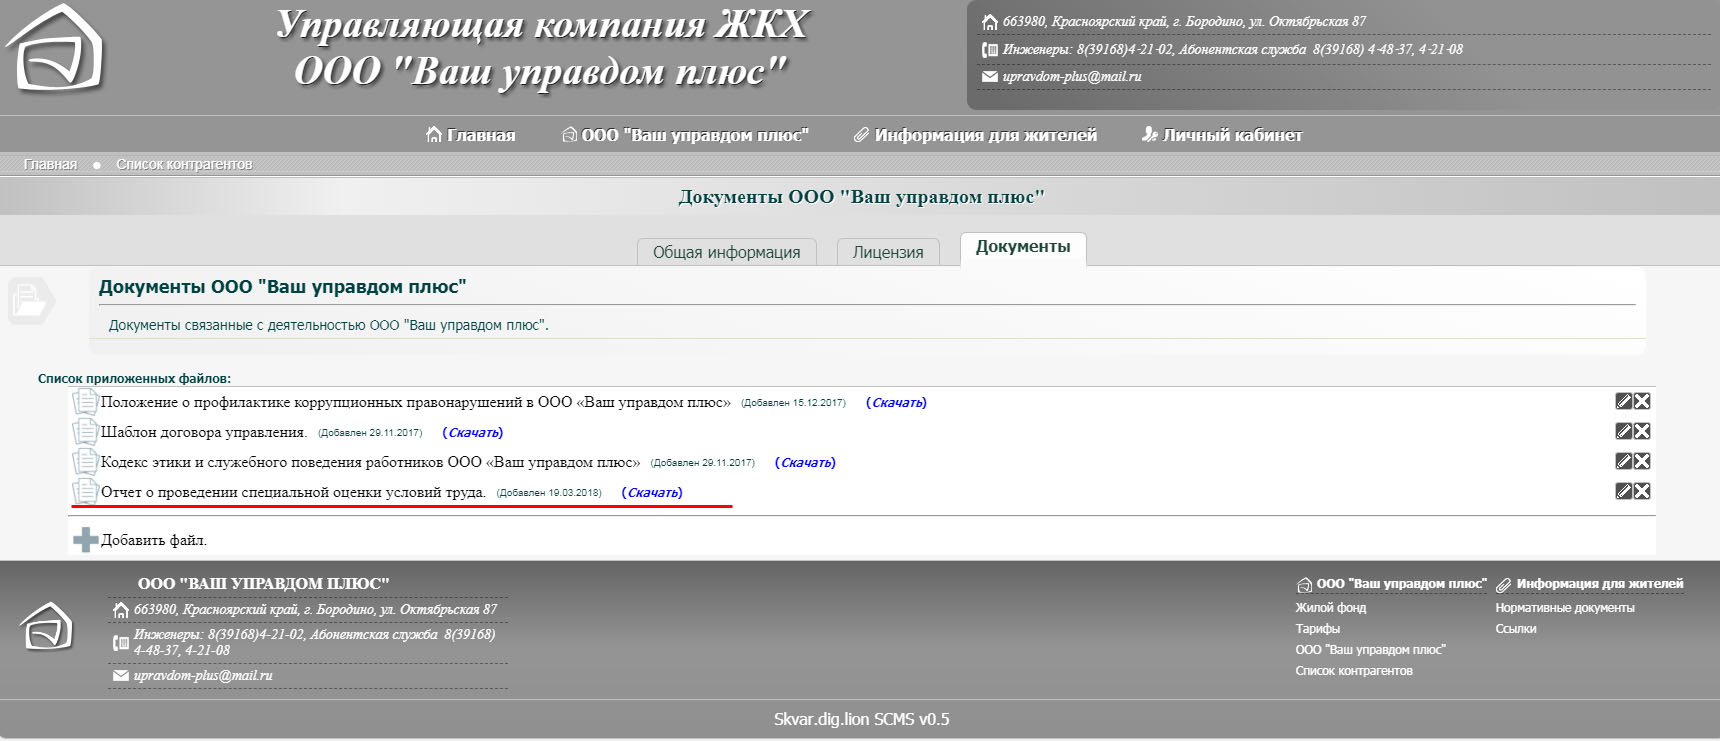 Управляющая компания ЖКХ
ООО "Ваш управдом плюс"
663980, Красноярский край, г. Бородино, ул. Октябрьская 87
Инженеры: 8(39168)4-21-02, Абонентская служба 8(39168) 4-48-37, 4-21-08
upravdom-plus@mail.ru
Главная ООО "Ваш управдом плюс" Информация для жителей Личный кабинет
Главная Список контрагентов
Документы ООО "Ваш управдом плюс"
Общая информация Лицензия Документы
Документы ООО "Ваш управдом плюс"
Документы связанные с деятельностью ООО "Ваш управдом плюс".
Список приложенных файлов:
Положение о профилактике коррупционных правонарушений в ООО «Ваш управдом плюс» (Добавлен 15.12.2017) (Скачать)
Шаблон договора управления. (Добавлен 29.11.2017) (Скачать)
Кодекс этики и служебного поведения работников ООО «Ваш управдом плюс» (Добавлен 29.11.2017) (Скачать)
Отчет о проведении специальной оценки условий труда. (Добавлен 19.03.2018) (Скачать)
Добавить файл.
ООО "ВАШ УПРАВДОМ ПЛЮС"
663980, Красноярский край, г. Бородино, ул. Октябрьская 87
Инженеры: 8(39168)4-21-02, Абонентская служба 8(39168)
4-48-37, 4-21-08
upravdom-plus@mail.ru
ООО "Ваш управдом плюс"
Жилой фонд
Тарифы
ООО "Ваш управдом плюс"
Список контрагентов
Информация для жителей
Нормативные документы
Ссылки
Skvar.dig.lion SCMS v0.5